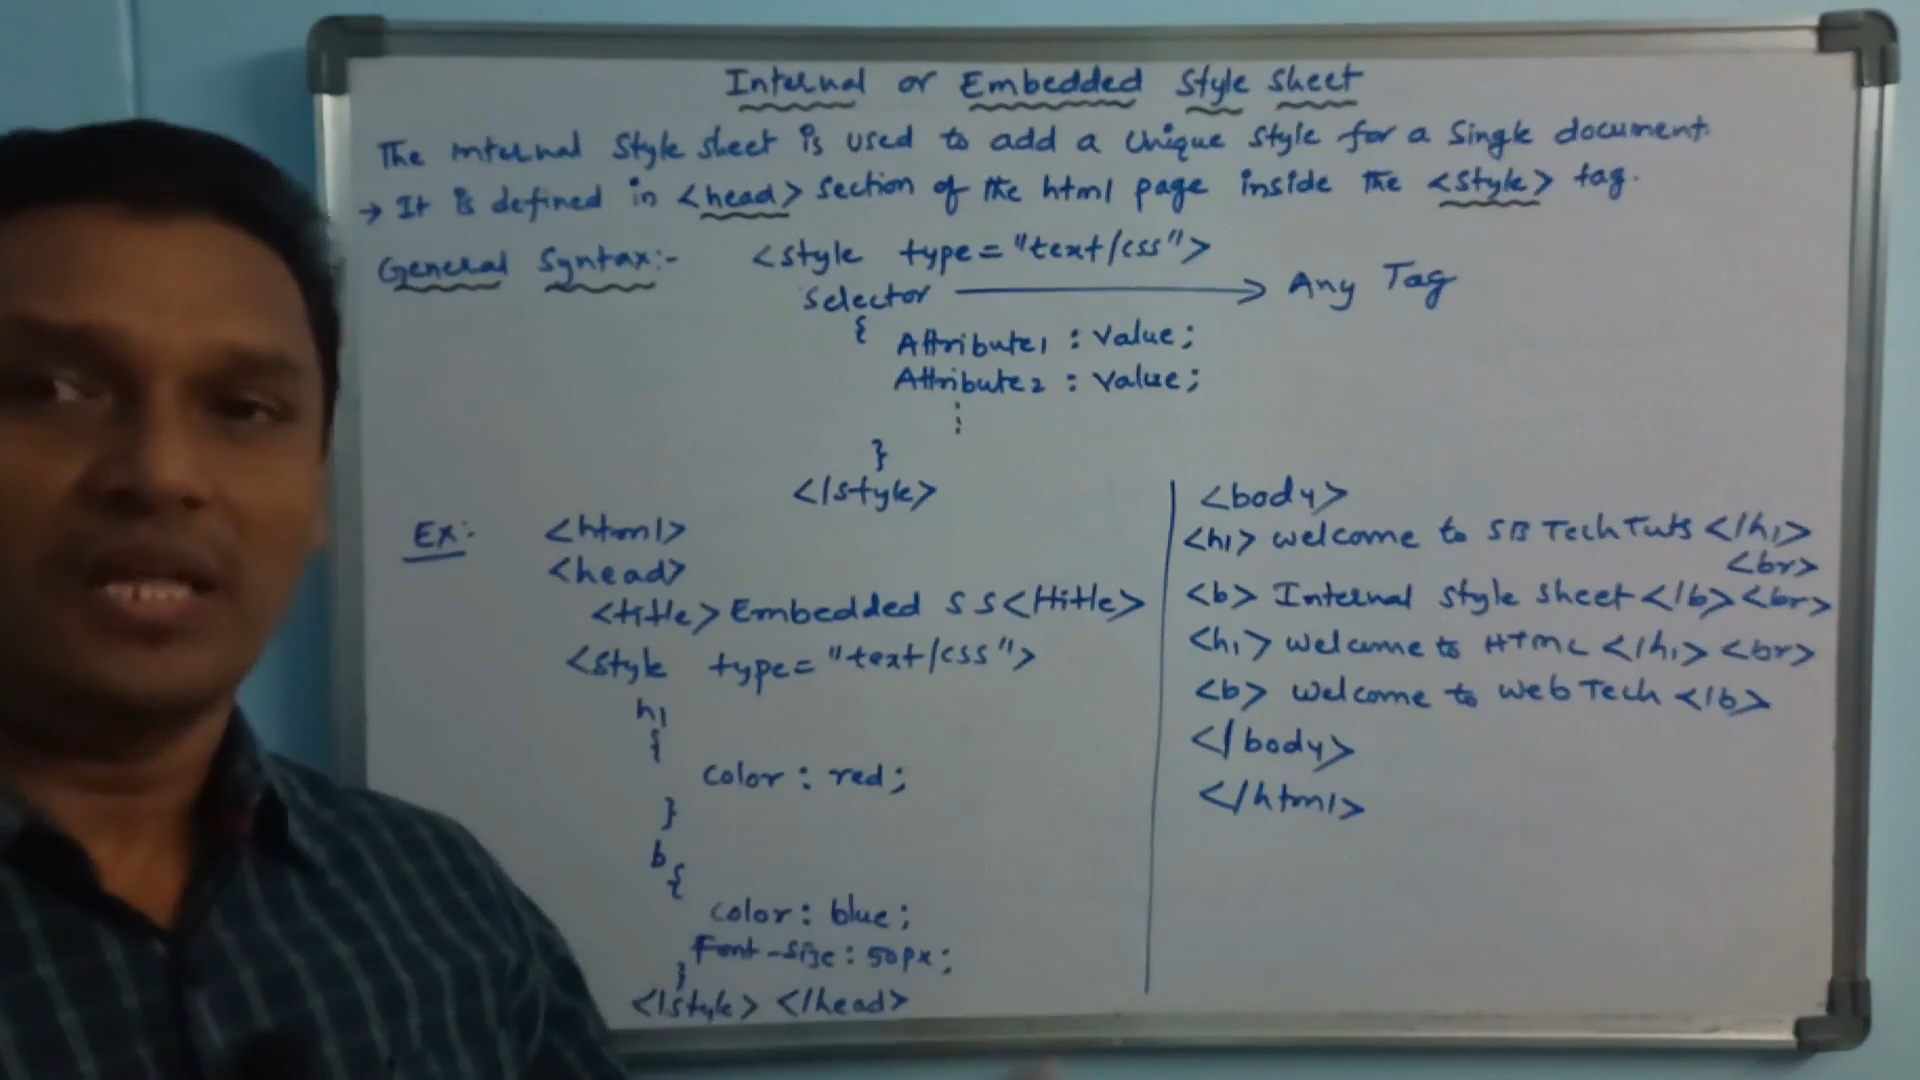 Internal or Embedded Style Sheet
The internal Style sheet is used to add a Unique Style for a Single document.
→ It is defined in <head> section of the html page inside the <style> tag.
General Syntax:- <style type="text/css">
Selector → Any Tag
{
Attribute1 : Value;
Attribute2 : Value;
⋮
}
</style>
Ex:- <html>
<head>
<title> Embedded SS</title>
<style type="text/css">
h1
{
color : red;
}
b
{
color : blue;
Font-size : 50px;
}
</style> </head>
<body>
<h1> welcome to SB Tech Tuts </h1>
<br>
<b> Internal style sheet </b> <br>
<h1> welcome to HTML </h1> <br>
<b> welcome to web Tech </b>
</body>
</html>